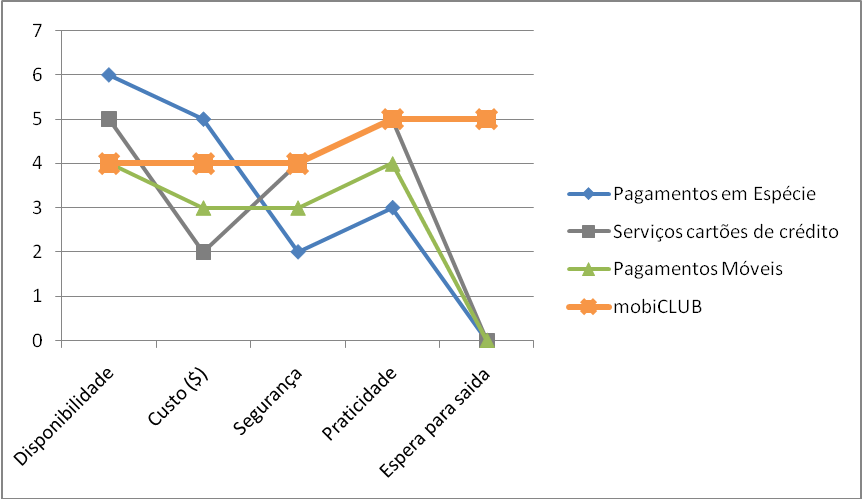 7
6
5
4
3
2
1
0
Disponibilidade
Custo ($)
Segurança
Praticidade
Espera para saida
Pagamentos em Espécie
Serviços cartões de crédito
Pagamentos Móveis
mobiCLUB